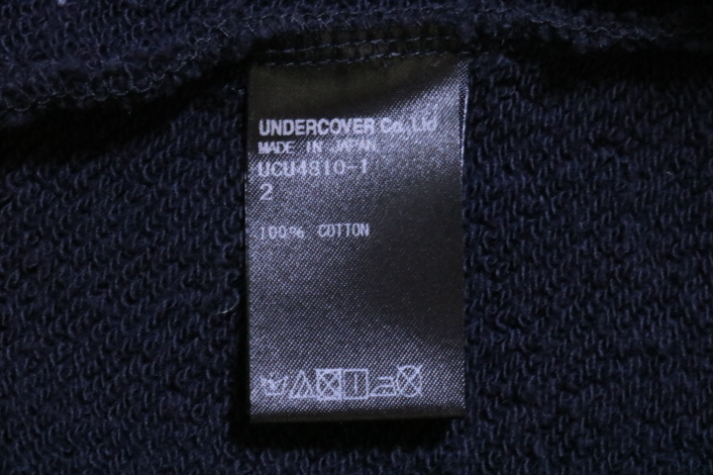 UNDERCOVER Co.,Ltd
MADE IN JAPAN
UCU4810-1
2
100% COTTON